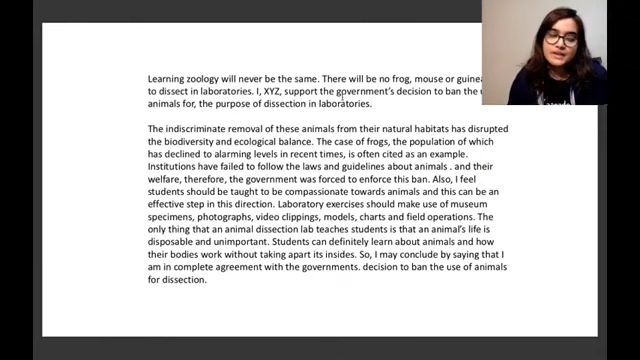 Learning zoology will never be the same. There will be no frog, mouse or guinea
to dissect in laboratories. I, XYZ, support the government's decision to ban the
animals for, the purpose of dissection in laboratories.
The indiscriminate removal of these animals from their natural habitats has disrupted
the biodiversity and ecological balance. The case of frogs, the population of which
has declined to alarming levels in recent times, is often cited as an example.
Institutions have failed to follow the laws and guidelines about animals . and their
welfare, therefore, the government was forced to enforce this ban. Also, I feel
students should be taught to be compassionate towards animals and this can be an
effective step in this direction. Laboratory exercises should make use of museum
specimens, photographs, video clippings, models, charts and field operations. The
only thing that an animal dissection lab teaches students is that an animal's life is
disposable and unimportant. Students can definitely learn about animals and how
their bodies work without taking apart its insides. So, I may conclude by saying that I
am in complete agreement with the governments. decision to ban the use of animals
for dissection.